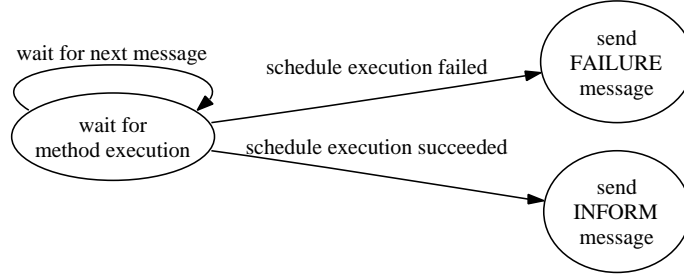 wait for next message
wait for
method execution
schedule execution failed
schedule execution succeeded
send
FAILURE
message
send
INFORM
message